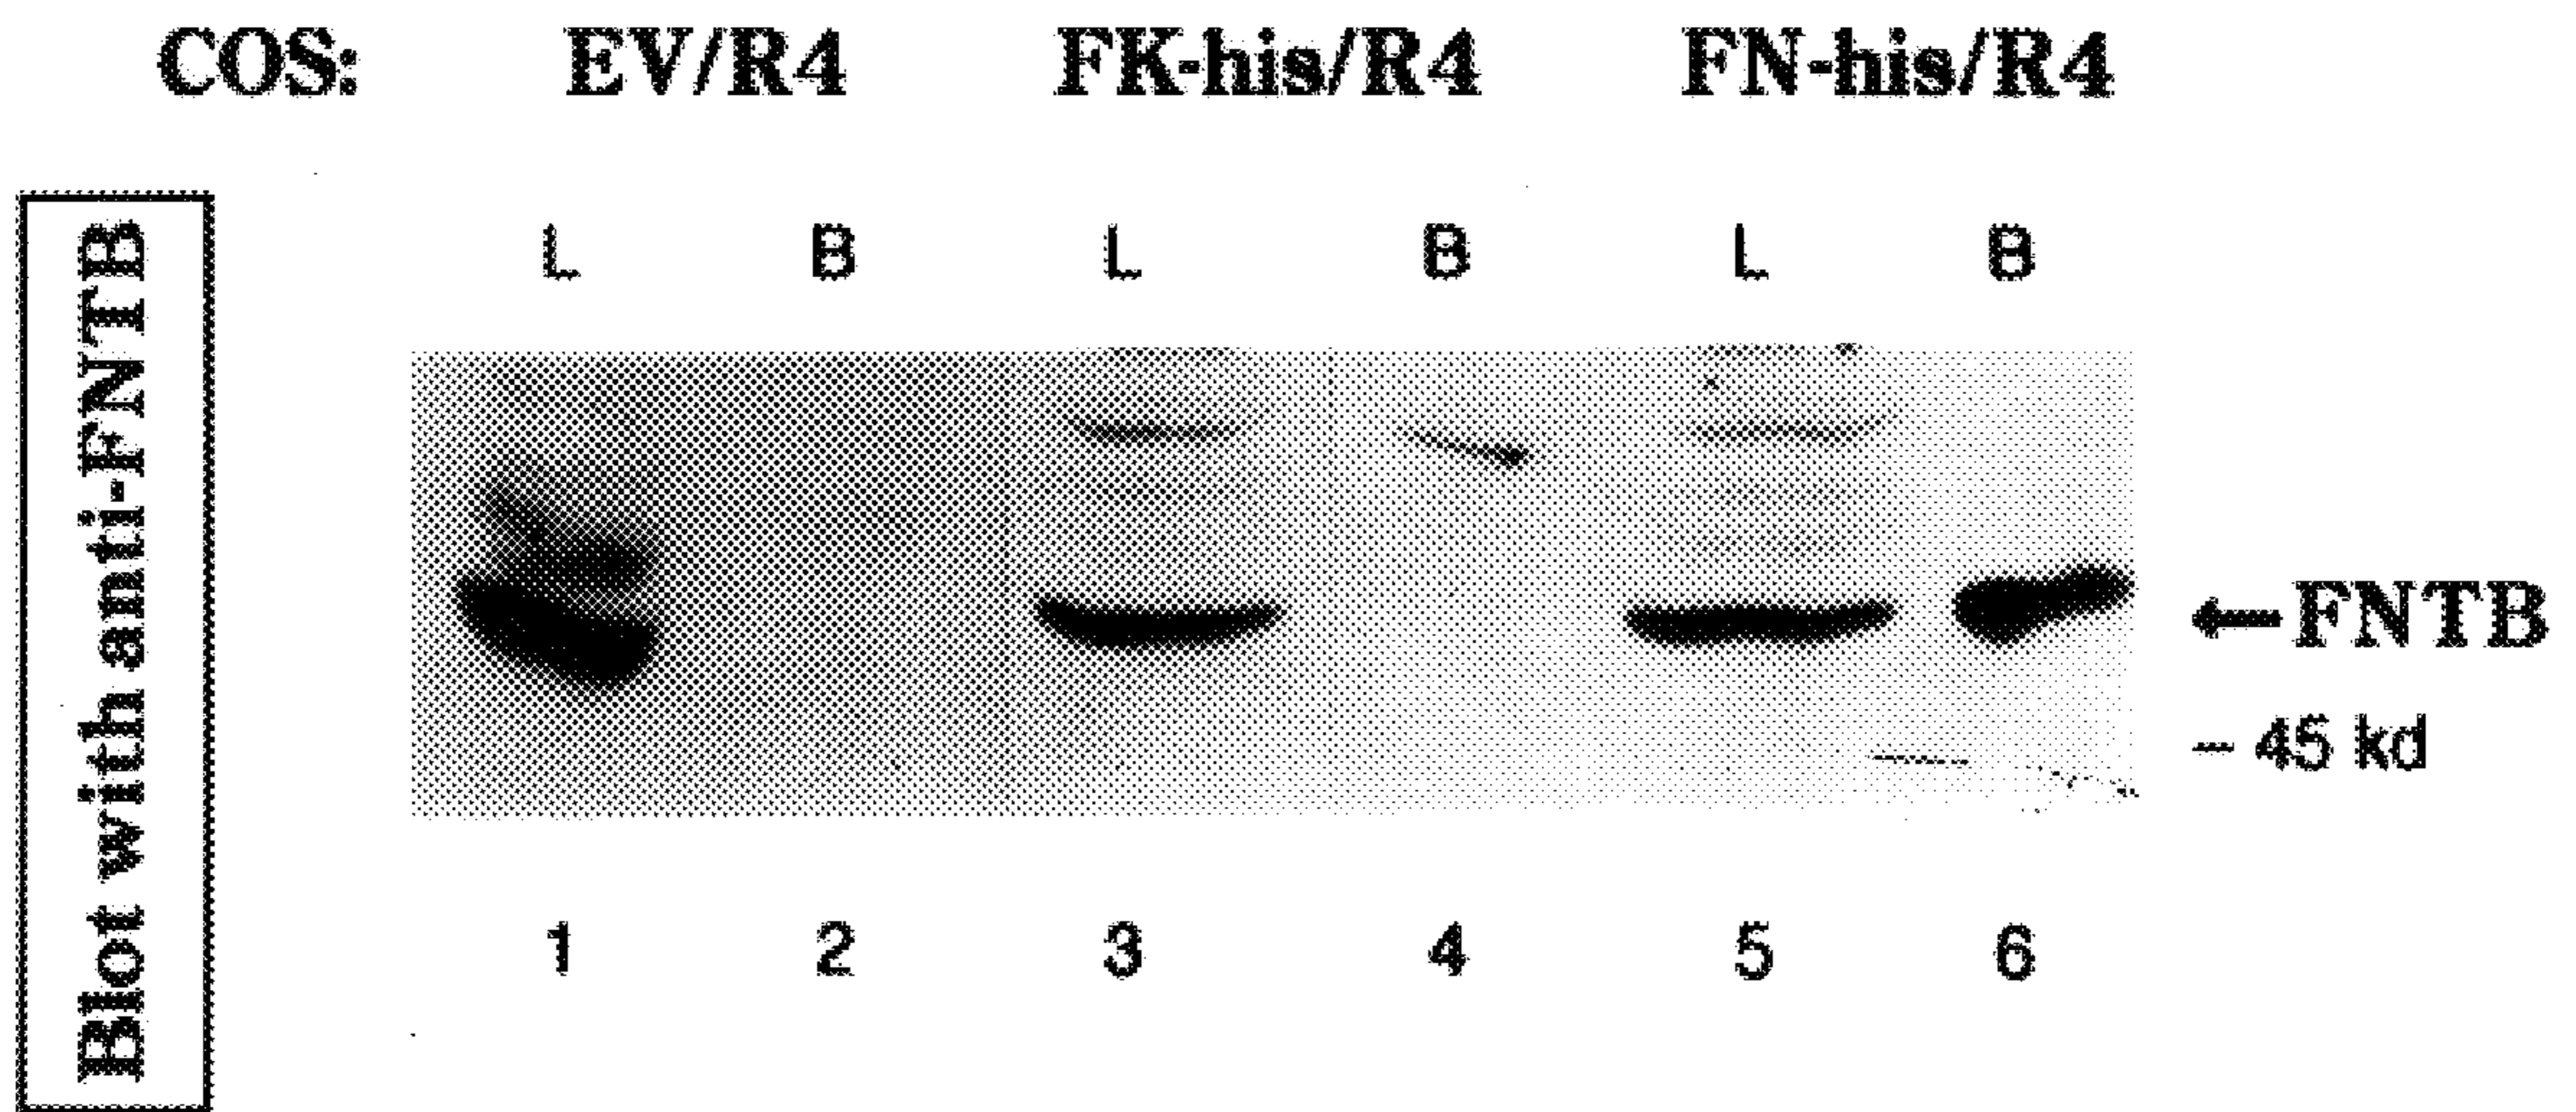 COS: EV/R4 FK-his/R4 FN-his/R4
L B L B L B
Blot with anti-FNTB
←FNTB
– 45 kd
1 2 3 4 5 6